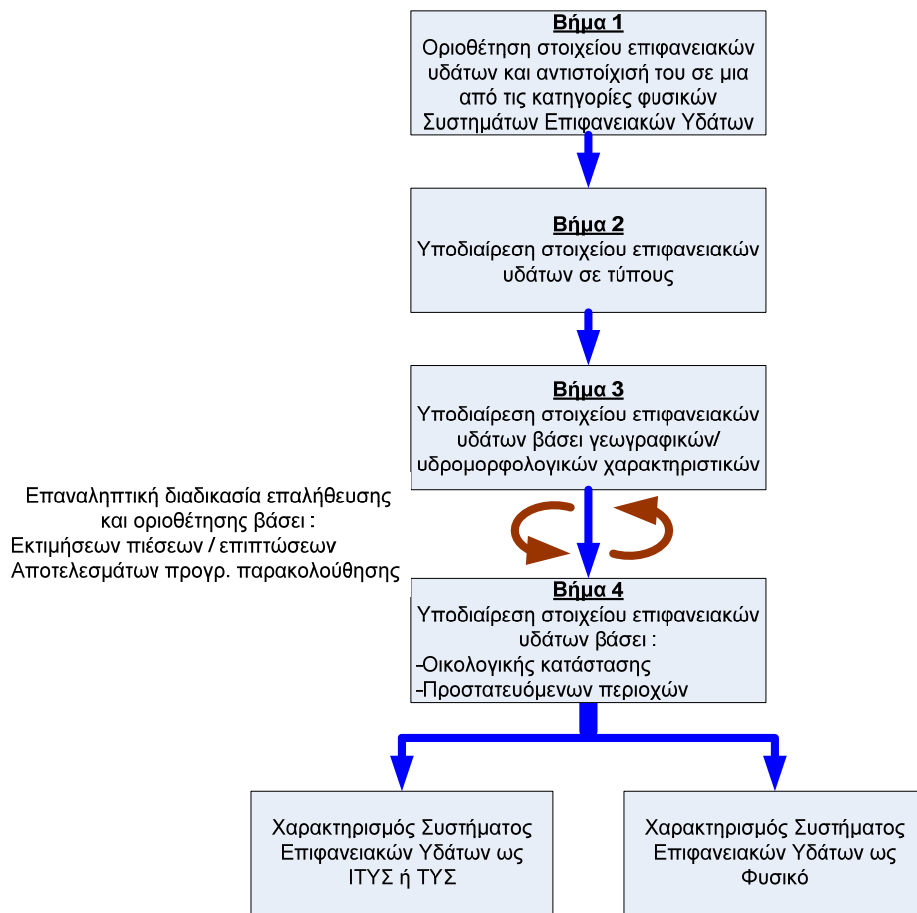 Βήμα 1
Οριοθέτηση στοιχείου επιφανειακών
υδάτων και αντιστοίχισή του σε μια
από τις κατηγορίες φυσικών
Συστημάτων Επιφανειακών Υδάτων
Βήμα 2
Υποδιαίρεση στοιχείου επιφανειακών
υδάτων σε τύπους
Βήμα 3
Υποδιαίρεση στοιχείου επιφανειακών
υδάτων βάσει γεωγραφικών/
υδρομορφολογικών χαρακτηριστικών
Επαναληπτική διαδικασία επαλήθευσης
και οριοθέτησης βάσει :
Εκτιμήσεων πιέσεων / επιπτώσεων
Αποτελεσμάτων προγρ. παρακολούθησης
Βήμα 4
Υποδιαίρεση στοιχείου επιφανειακών
υδάτων βάσει :
-Οικολογικής κατάστασης
-Προστατευόμενων περιοχών
Χαρακτηρισμός Συστήματος
Επιφανειακών Υδάτων ως
ΙΤΥΣ ή ΤΥΣ
Χαρακτηρισμός Συστήματος
Επιφανειακών Υδάτων ως
Φυσικό